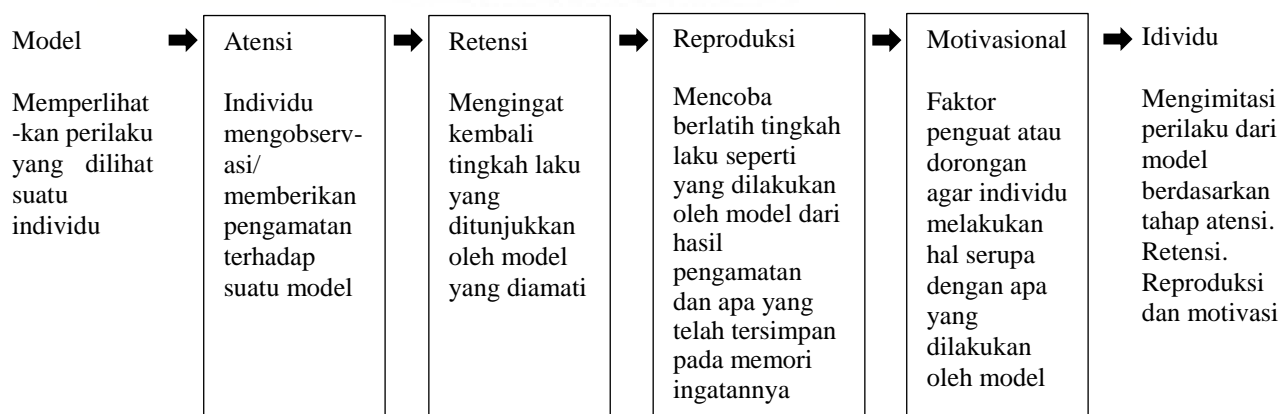 Model
Memperlihat
-kan perilaku
yang dilihat
suatu
individu
Atensi
Individu
mengobserv-
asi/
memberikan
pengamatan
terhadap
suatu model
Retensi
Mengingat
kembali
tingkah laku
yang
ditunjukkan
oleh model
yang diamati
Reproduksi
Mencoba
berlatih tingkah
laku seperti
yang dilakukan
oleh model dari
hasil
pengamatan
dan apa yang
telah tersimpan
pada memori
ingatannya
Motivasional
Faktor
penguat atau
dorongan
agar individu
melakukan
hal serupa
dengan apa
yang
dilakukan
oleh model
Idividu
Mengimitasi
perilaku dari
model
berdasarkan
tahap atensi.
Retensi.
Reproduksi
dan motivasi